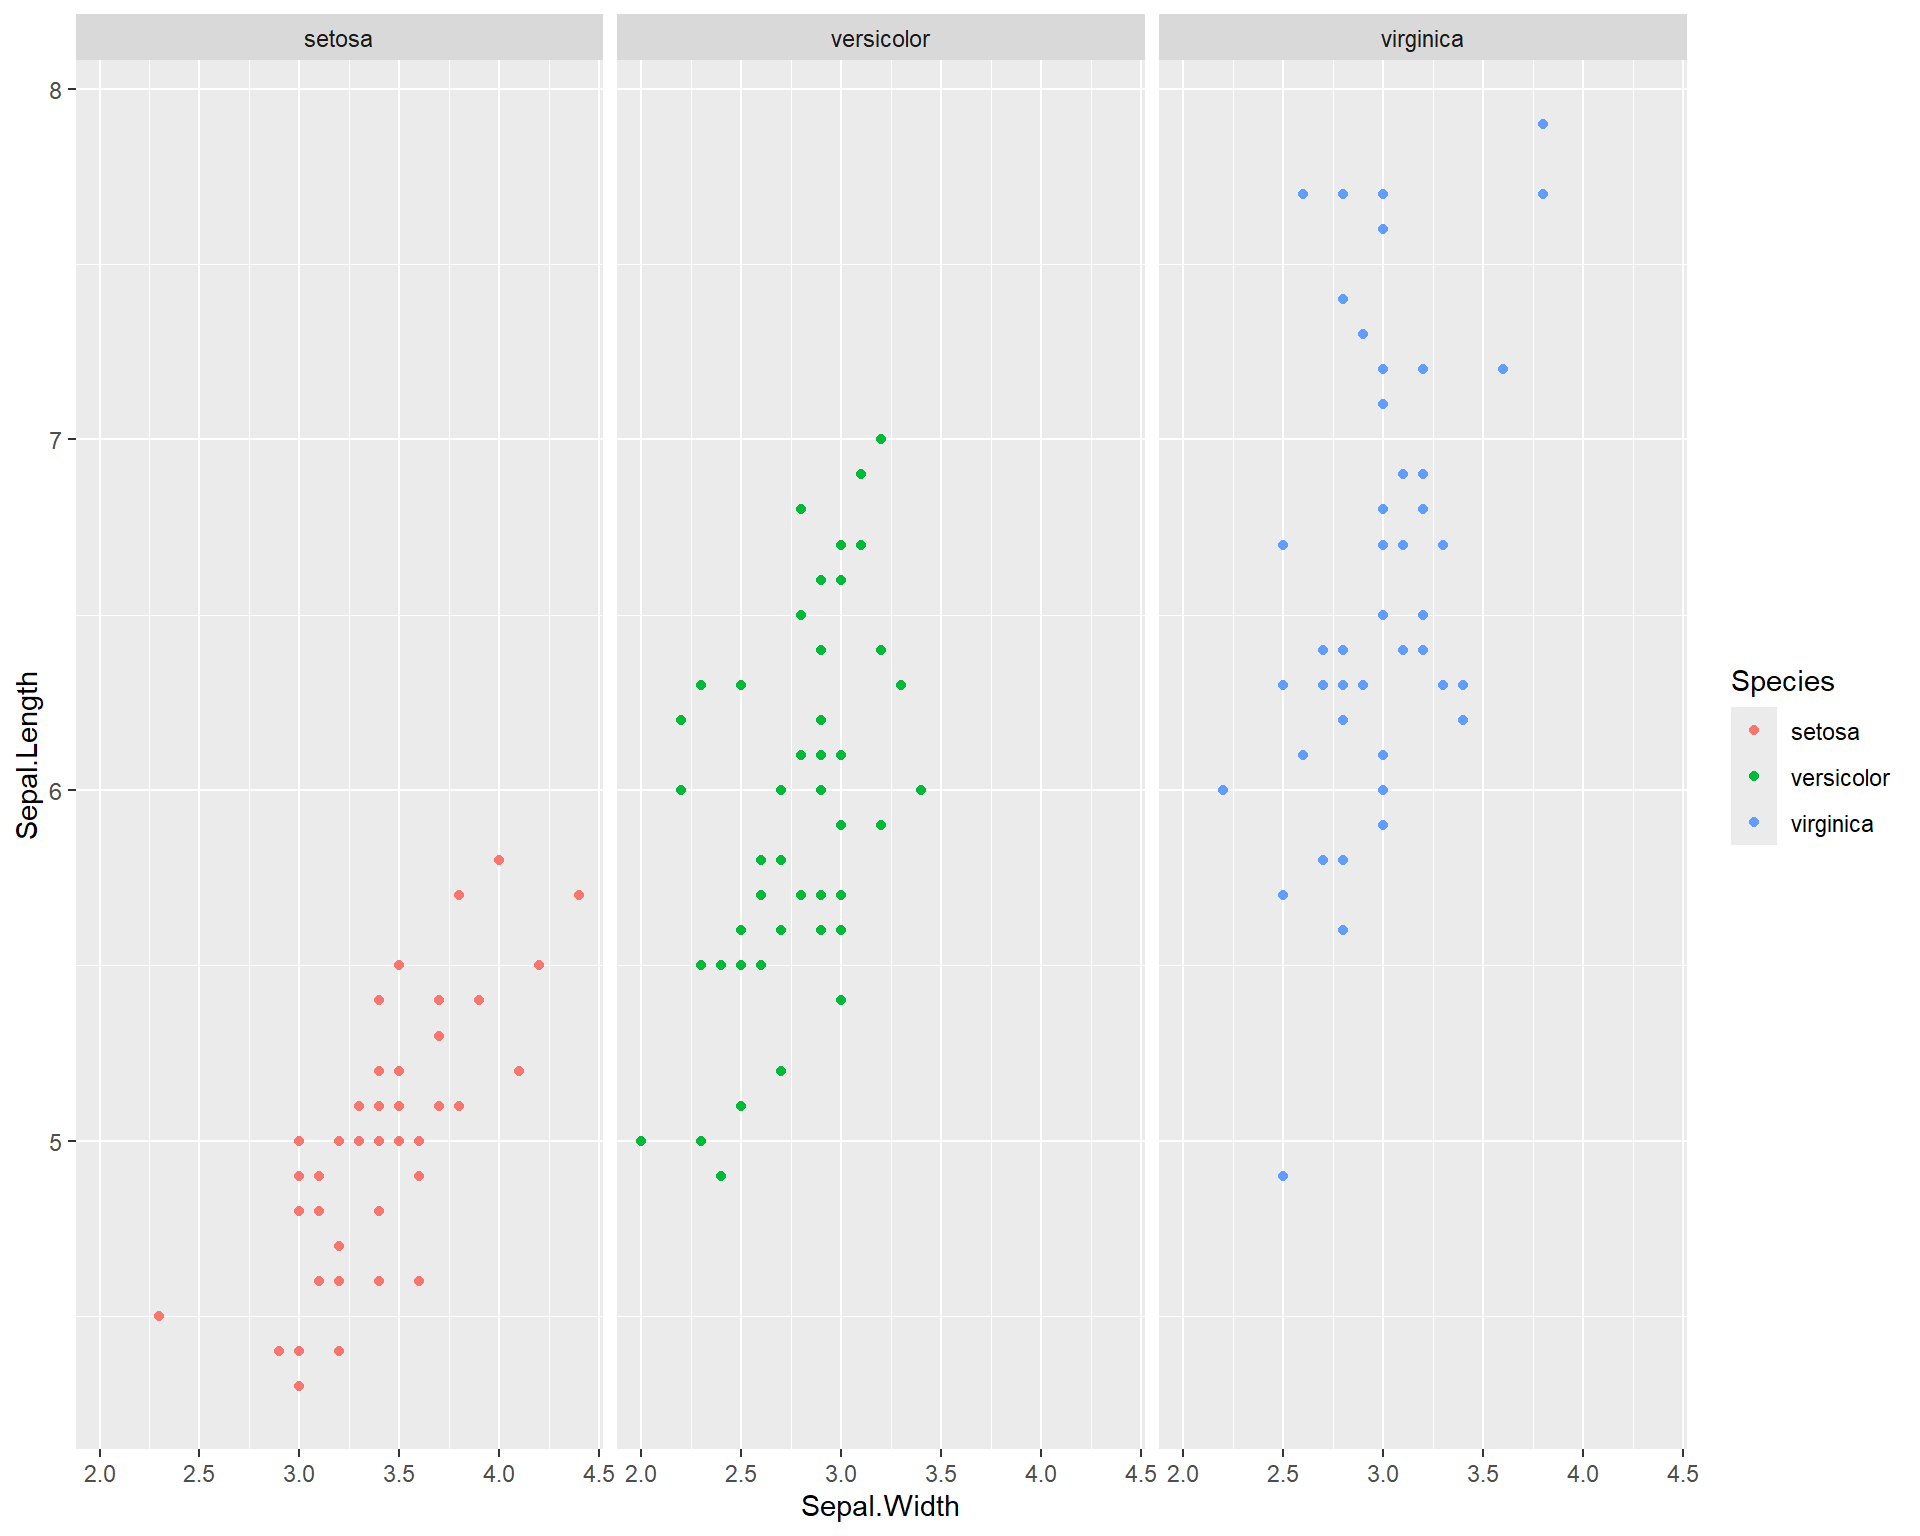 setosa versicolor virginica
8
7
6
5
Sepal.Length
2.0 2.5 3.0 3.5 4.0 4.5 2.0 2.5 3.0 3.5 4.0 4.5 2.0 2.5 3.0 3.5 4.0 4.5
Sepal.Width
Species
setosa
versicolor
virginica